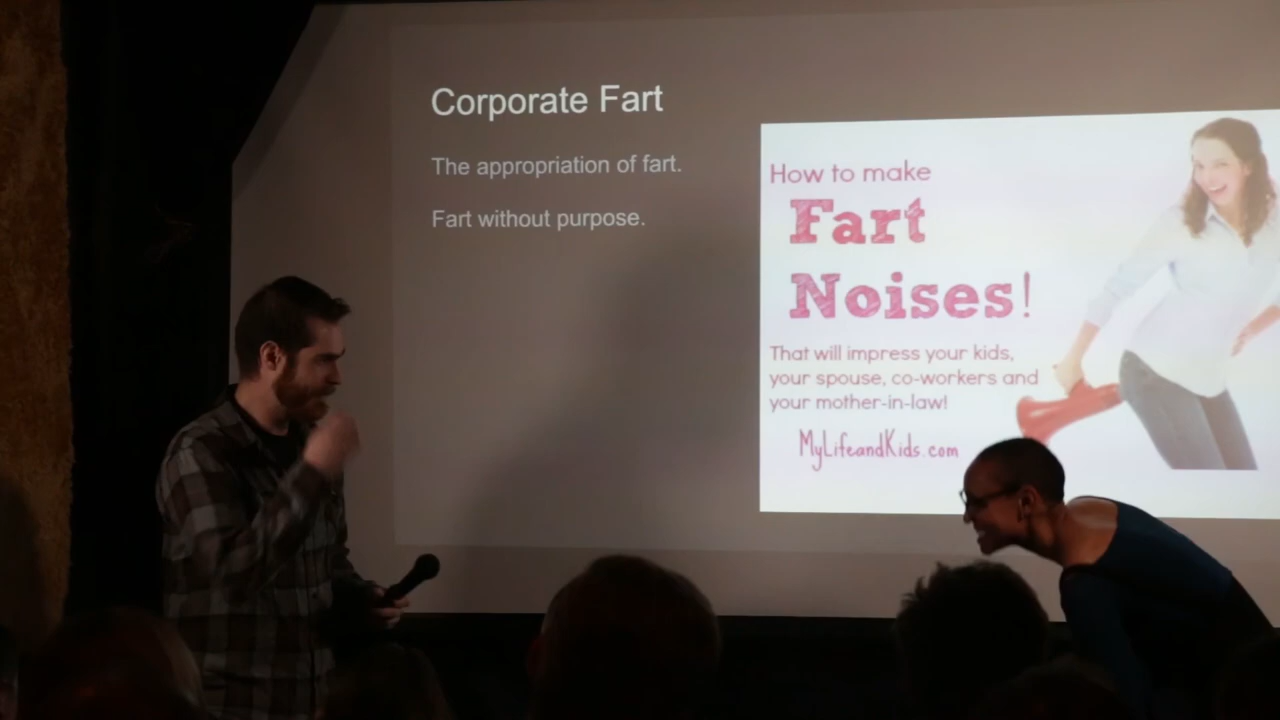 Corporate Fart
The appropriation of fart.
Fart without purpose.
How to make
Fart
Noises!
That will impress your kids,
your spouse, co-workers and
your mother-in-law!
MyLifeandKids.com